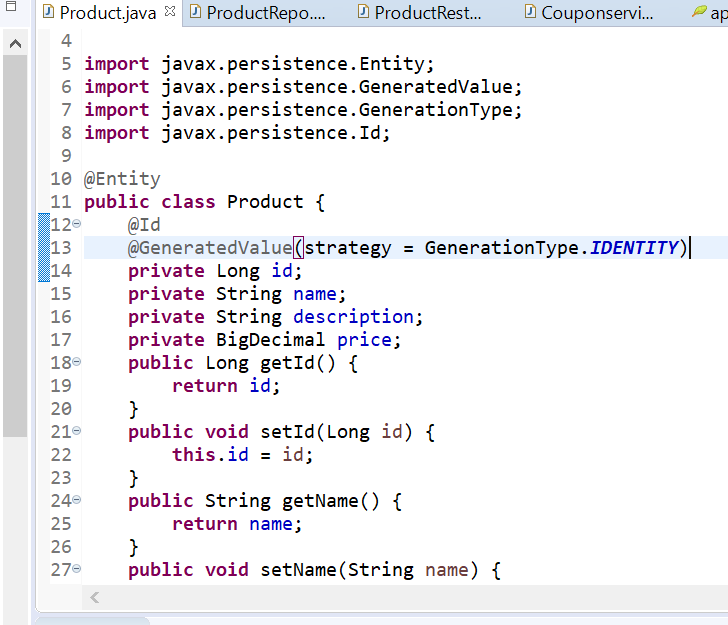 Product.java ProductRepo.... ProductRest... Couponservi... ap
4
5 import javax.persistence.Entity;
6 import javax.persistence.GeneratedValue;
7 import javax.persistence.GenerationType;
8 import javax.persistence.Id;
9
10 @Entity
11 public class Product {
12 @Id
13 @GeneratedValue(strategy = GenerationType.IDENTITY)
14 private Long id;
15 private String name;
16 private String description;
17 private BigDecimal price;
18 public Long getId() {
19 return id;
20 }
21 public void setId(Long id) {
22 this.id = id;
23 }
24 public String getName() {
25 return name;
26 }
27 public void setName(String name) {